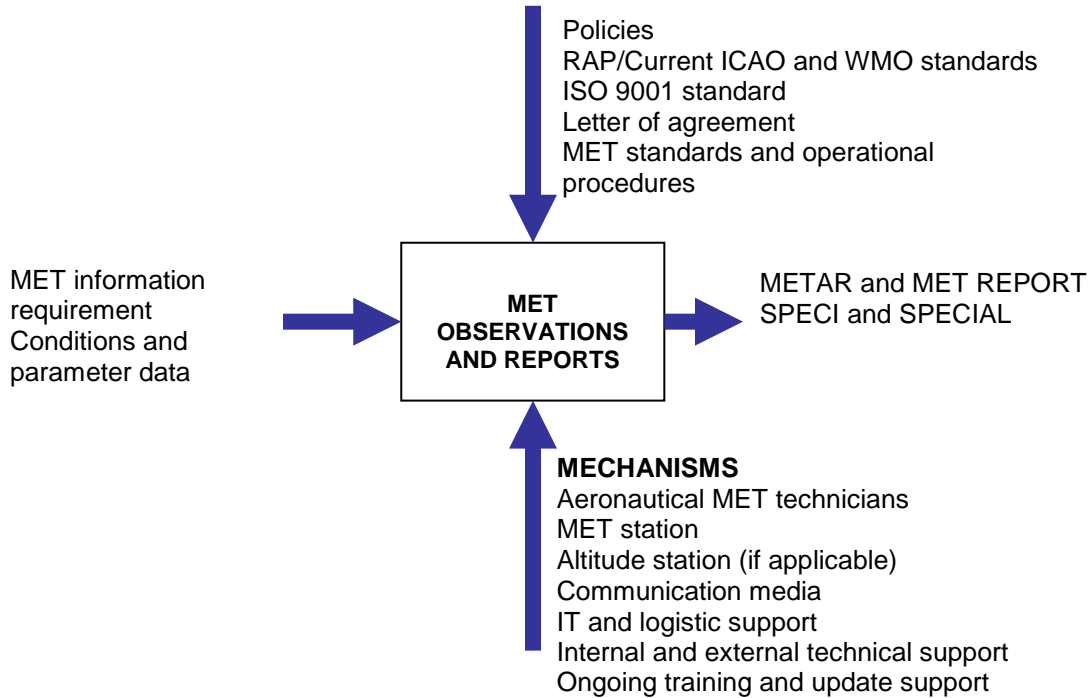 Policies
RAP/Current ICAO and WMO standards
ISO 9001 standard
Letter of agreement
MET standards and operational
procedures
MET information
requirement
Conditions and
parameter data
MET
OBSERVATIONS
AND REPORTS
METAR and MET REPORT
SPECI and SPECIAL
MECHANISMS
Aeronautical MET technicians
MET station
Altitude station (if applicable)
Communication media
IT and logistic support
Internal and external technical support
Ongoing training and update support